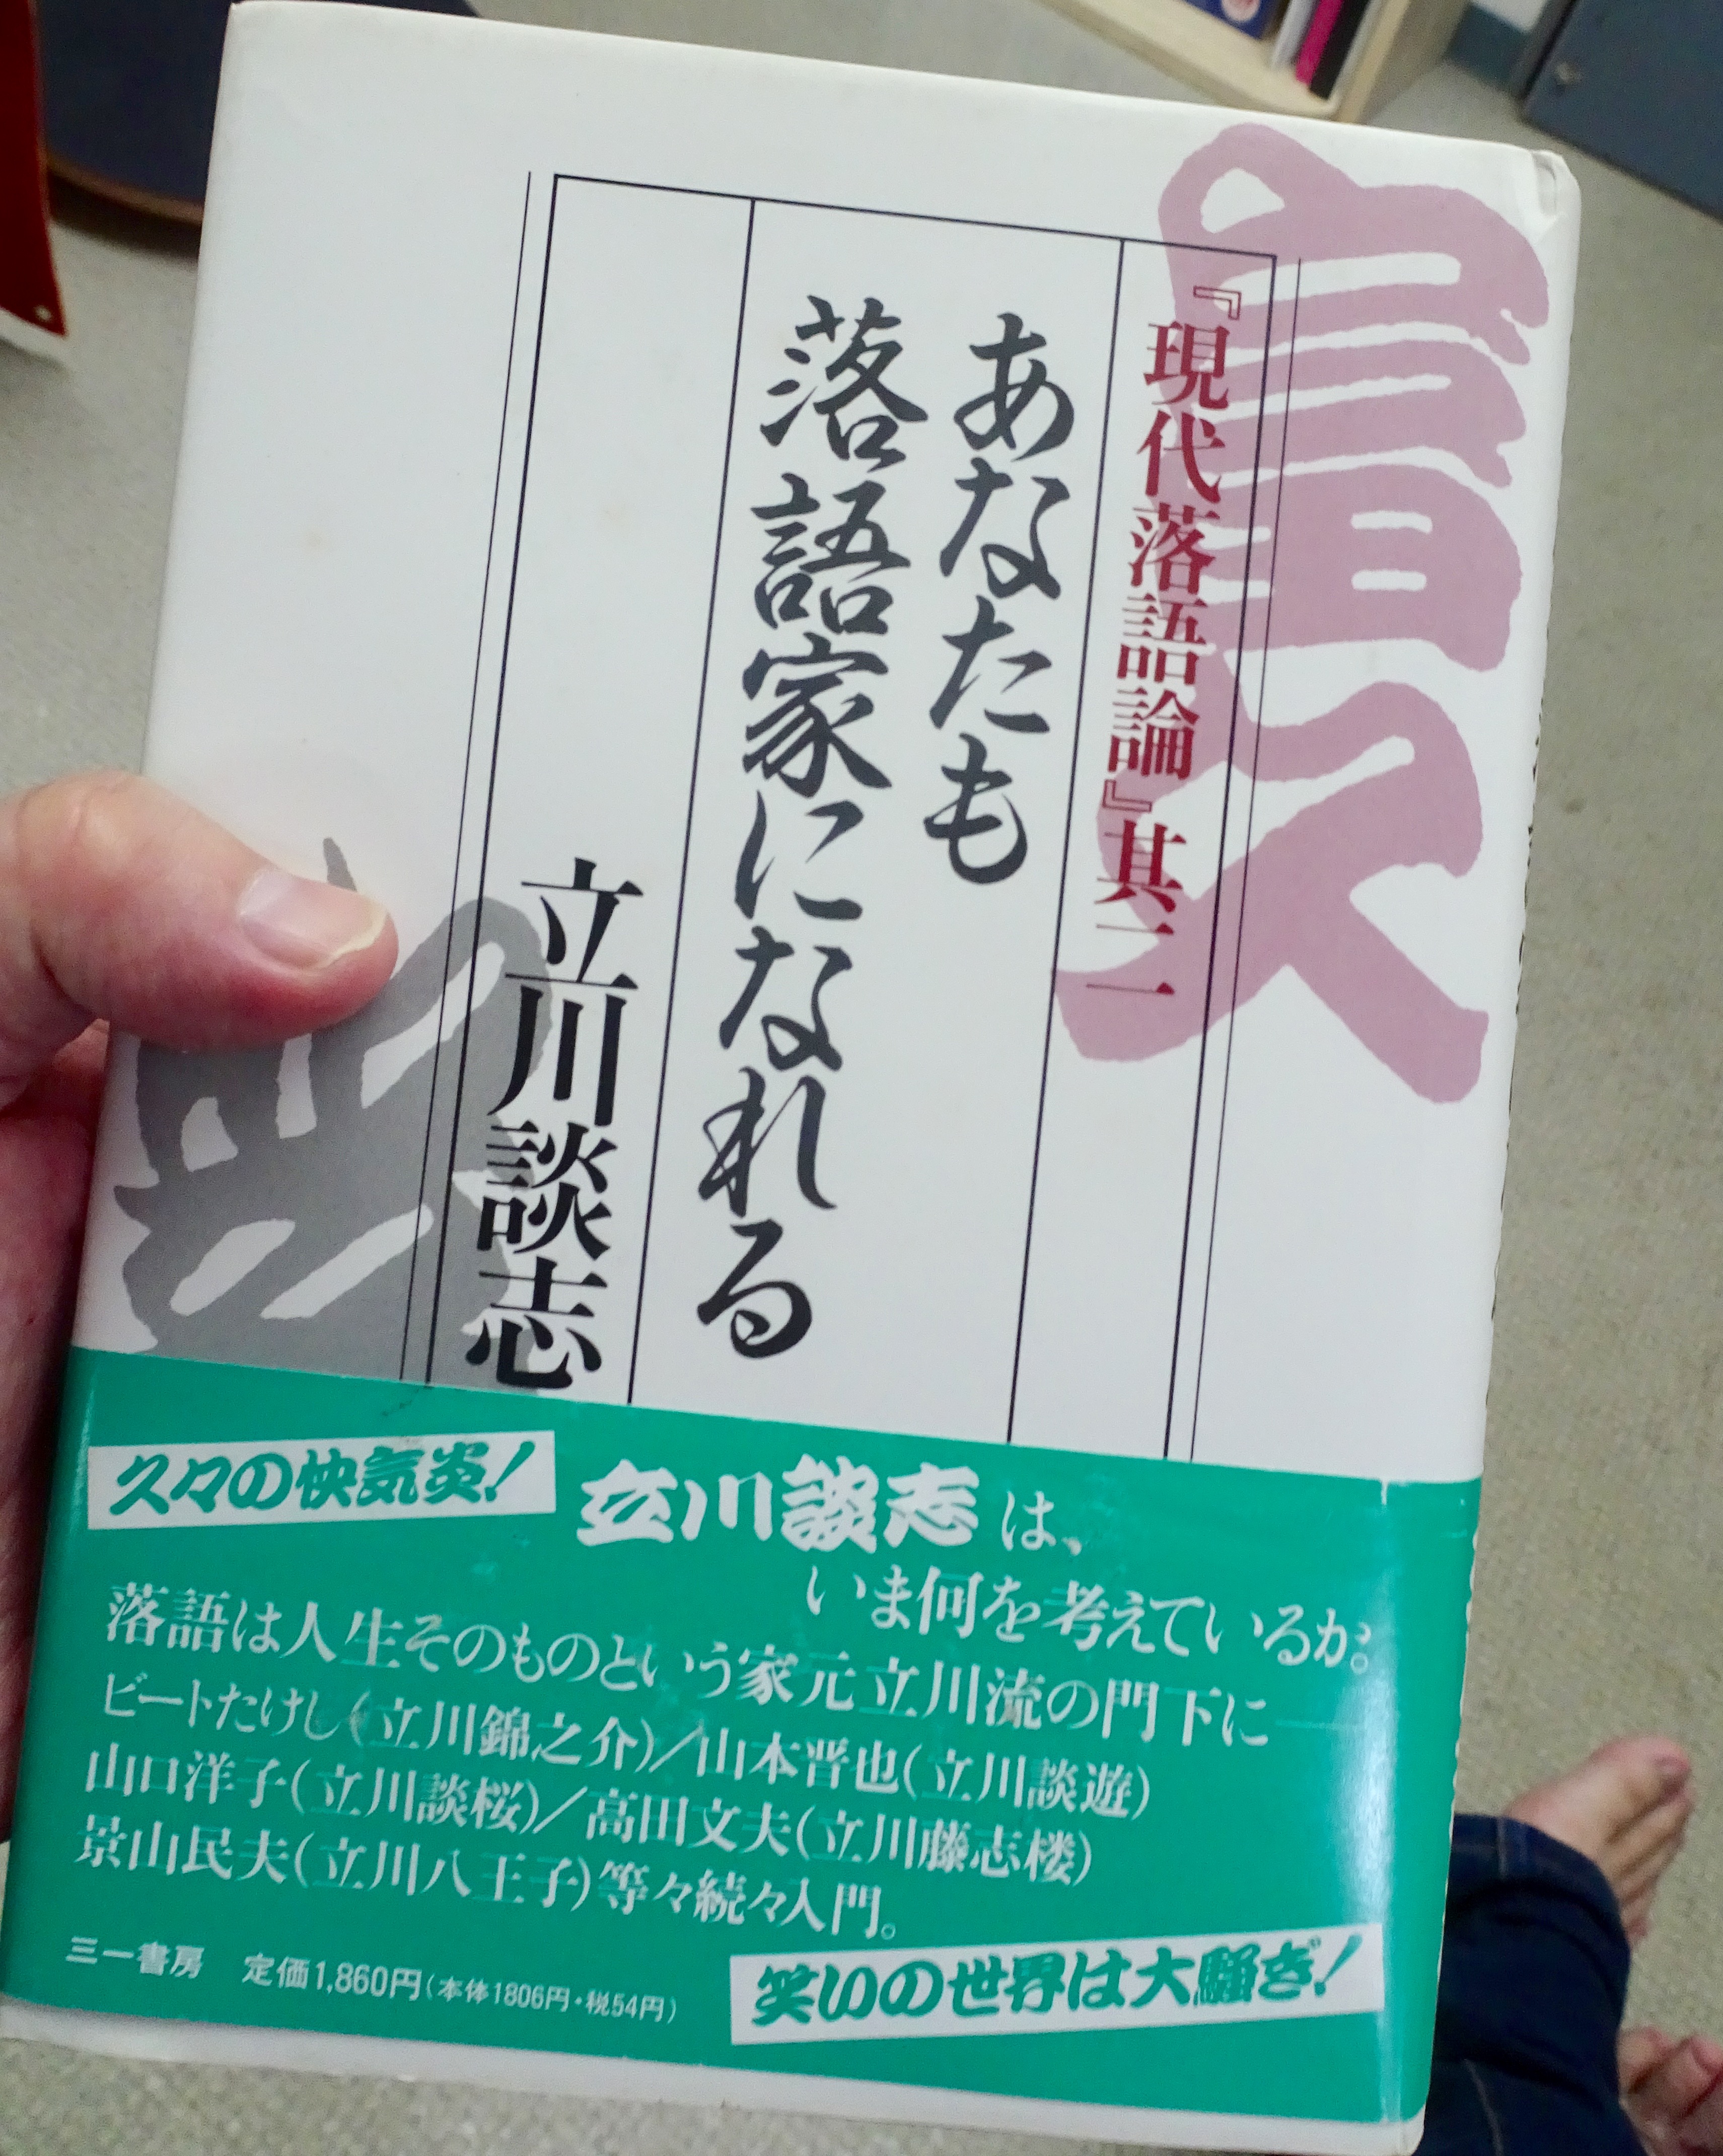 『現代落語論』其二
あなたも
落語家になれる
立川談志
久々の快気炎!
立川談志は、
いま何を考えているか。
落語は人生そのものという家元立川流の門下に
ビートたけし(立川錦之介)／山本晋也(立川談遊)
山口洋子(立川談桜)／高田文夫(立川藤志楼)
景山民夫(立川八王子)等々続々入門。
三一書房 定価1,860円(本体1806円・税54円)
笑いの世界は大騒ぎ!